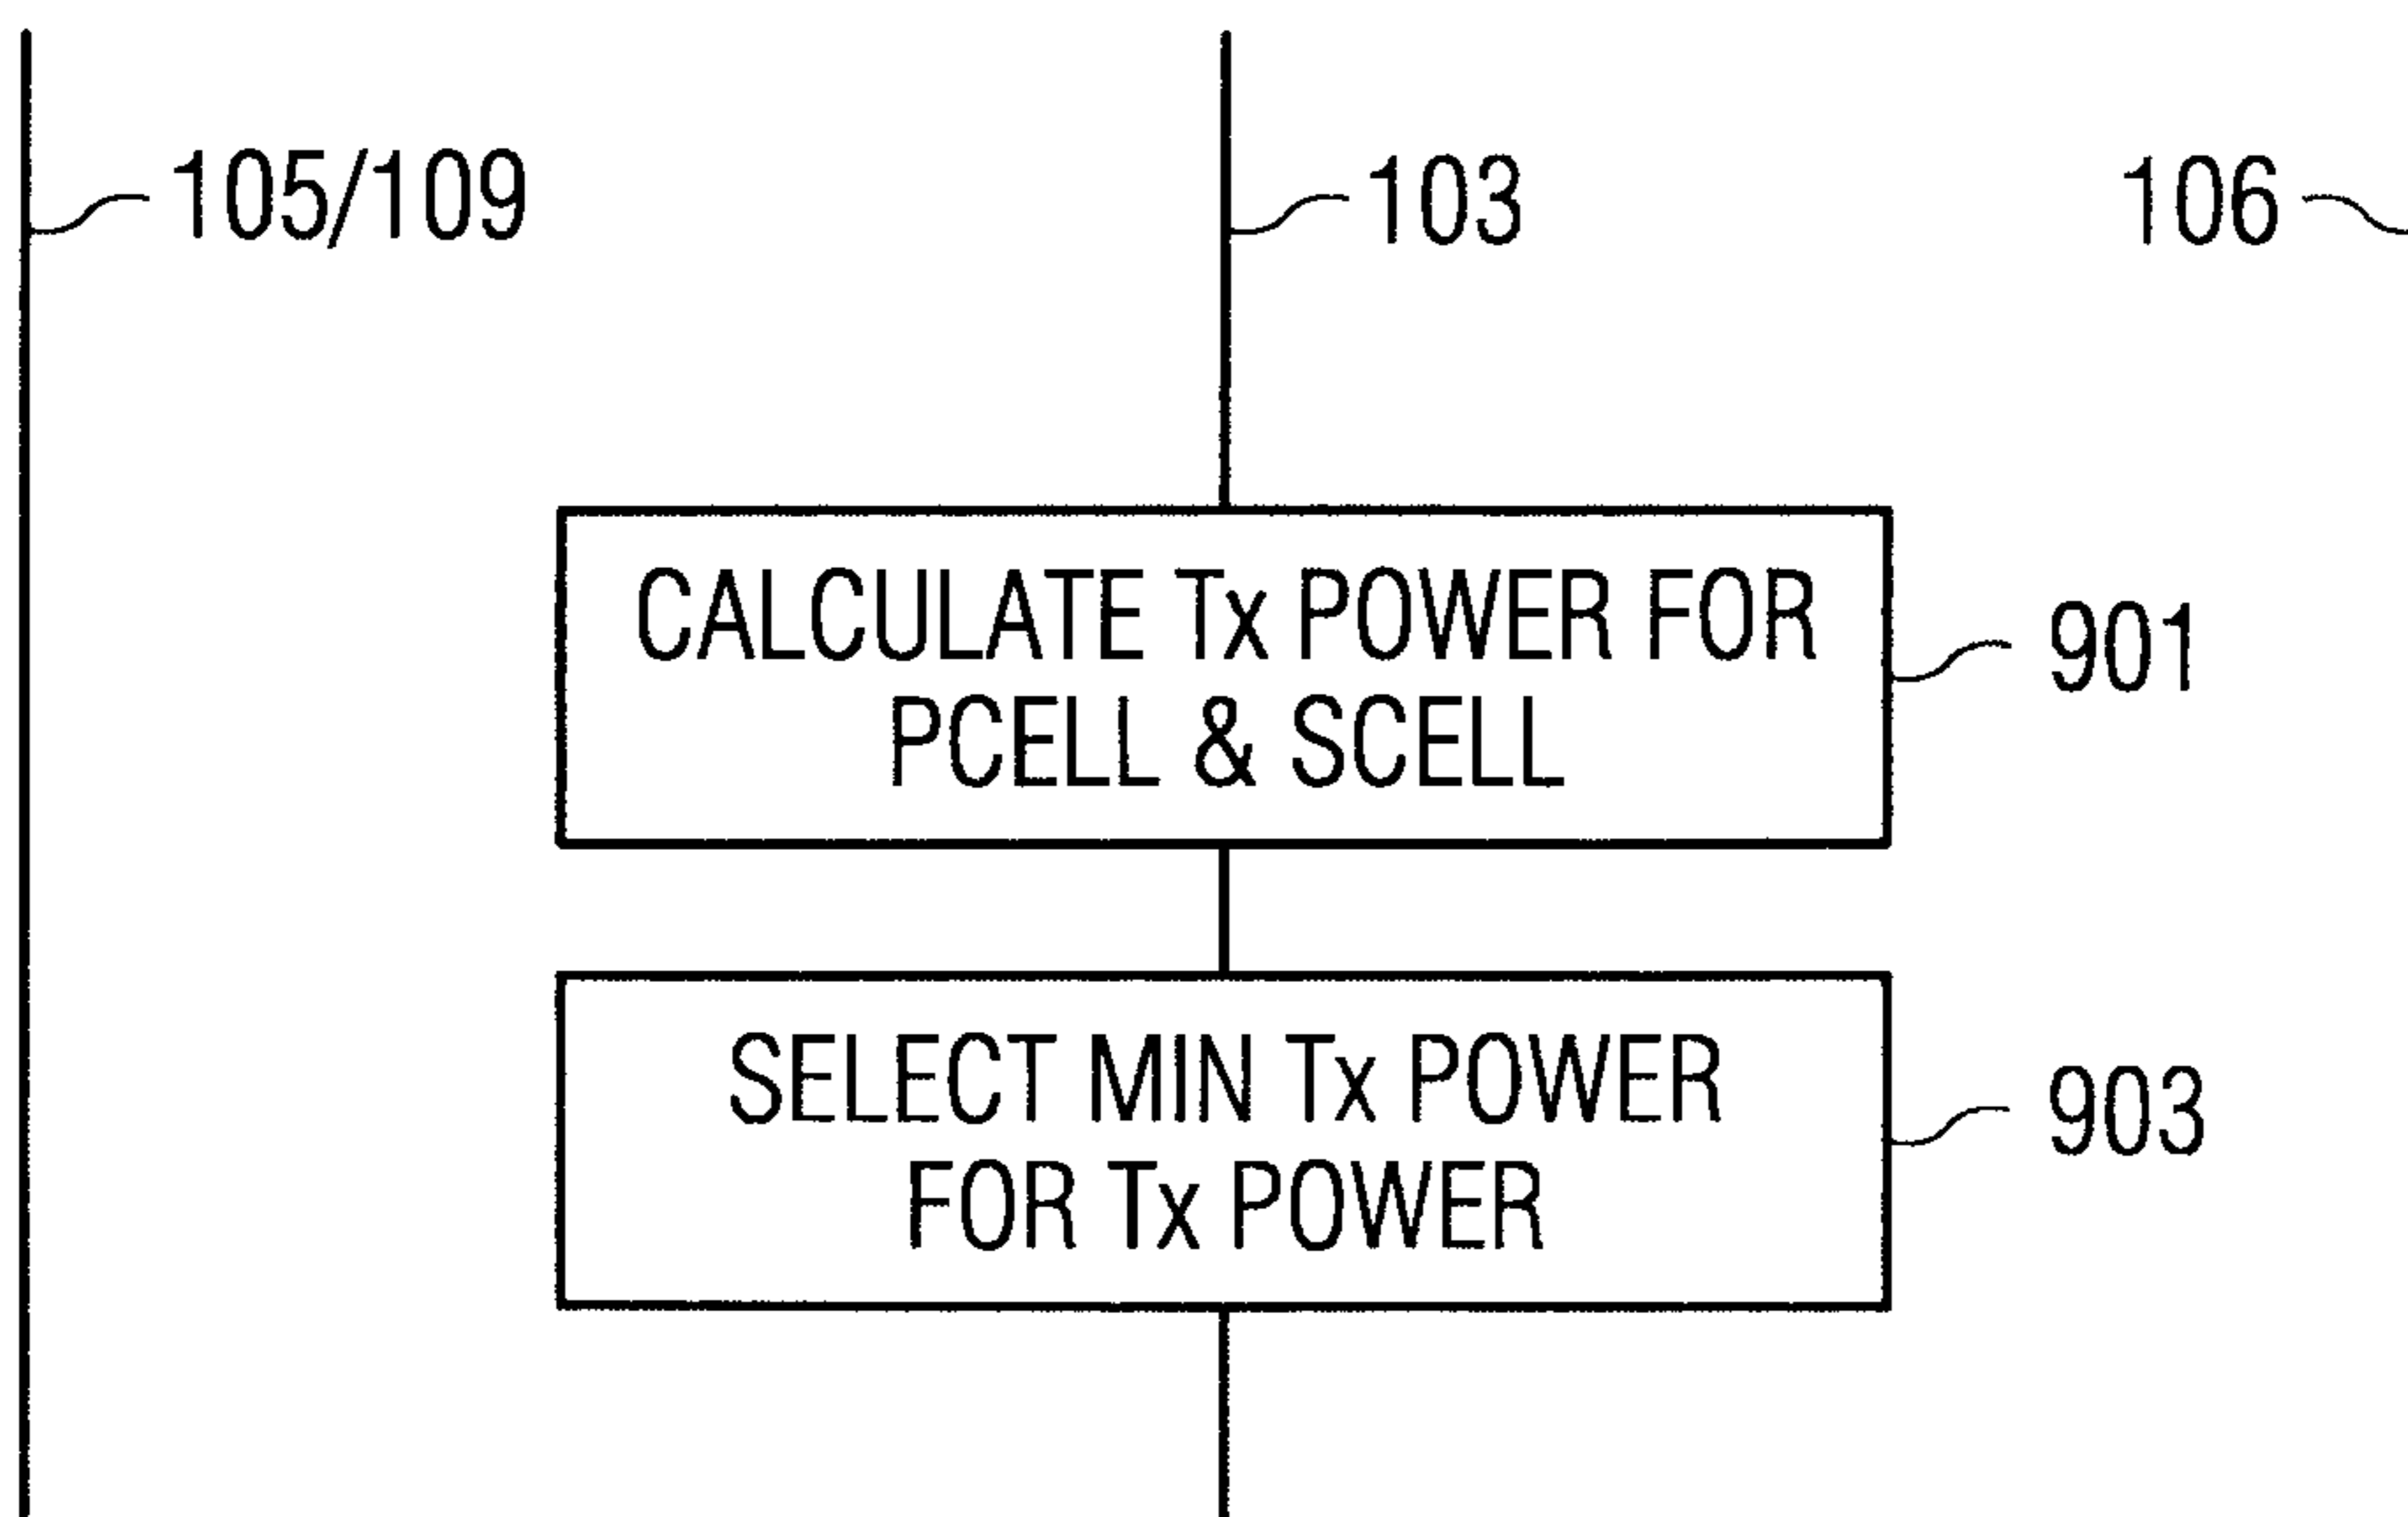 105/109
103
106
CALCULATE Tx POWER FOR
PCELL & SCELL
901
SELECT MIN Tx POWER
FOR Tx POWER
903